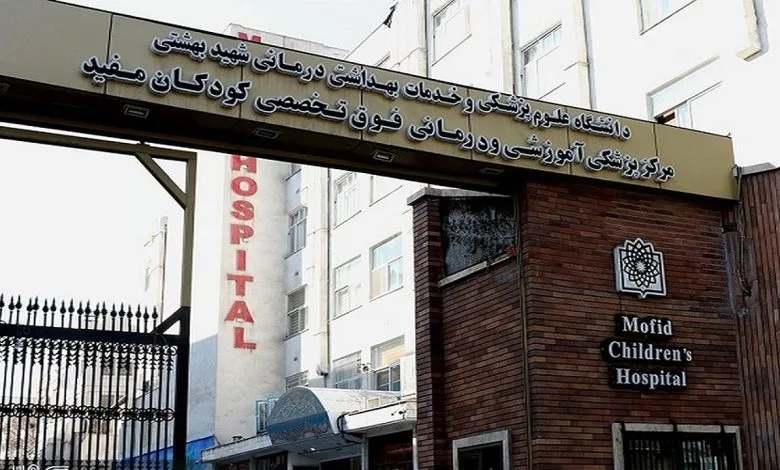 دانشگاه علوم پزشکی و خدمات بهداشتی درمانی شهید بهشتی
مرکز پزشکی آموزشی و درمانی فوق تخصصی کودکان مفید
HOSPITAL
Mofid
Children's
Hospital